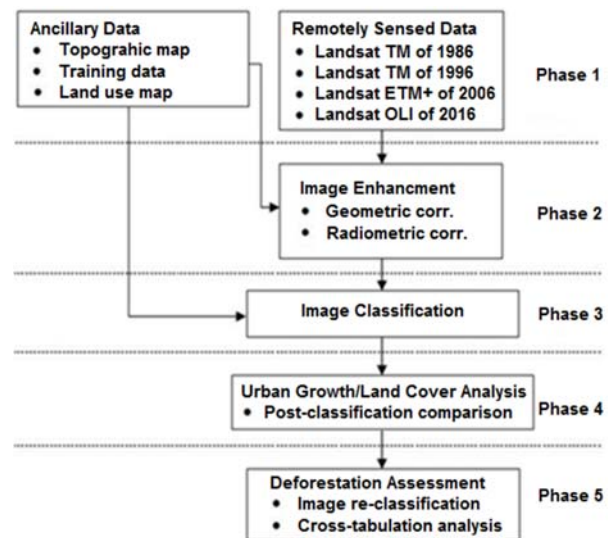 Ancillary Data
• Topograhic map
• Training data
• Land use map
Remotely Sensed Data
• Landsat TM of 1986
• Landsat TM of 1996
• Landsat ETM+ of 2006
• Landsat OLI of 2016
Phase 1
Image Enhancment
• Geometric corr.
• Radiometric corr.
Phase 2
Image Classification
Phase 3
Urban Growth/Land Cover Analysis
• Post-classification comparison
Phase 4
Deforestation Assessment
• Image re-classification
• Cross-tabulation analysis
Phase 5